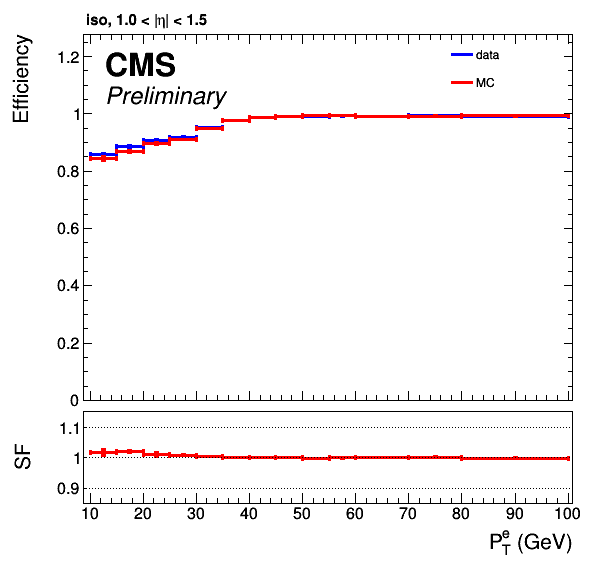 iso, 1.0 < |η| < 1.5
Efficiency
CMS
Preliminary
data
MC
1.2
1
0.8
0.6
0.4
0.2
0
SF
1.1
1
0.9
10 20 30 40 50 60 70 80 90 100
P_T^e (GeV)